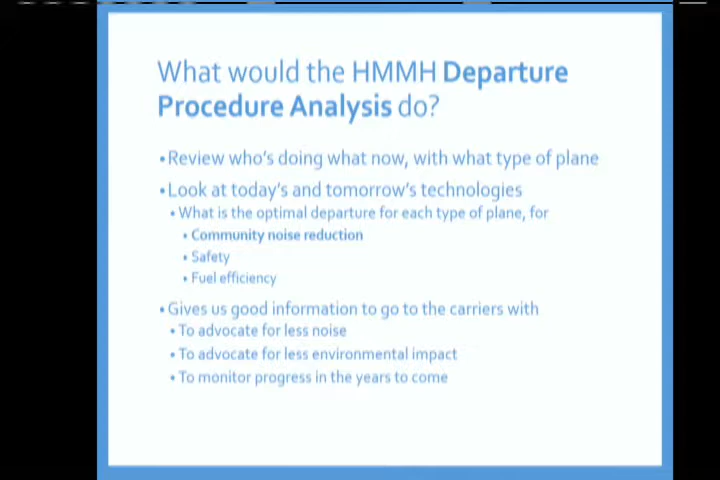 What would the HMMH Departure
Procedure Analysis do?
• Review who's doing what now, with what type of plane
• Look at today's and tomorrow's technologies
• What is the optimal departure for each type of plane, for
• Community noise reduction
• Safety
• Fuel efficiency
• Gives us good information to go to the carriers with
• To advocate for less noise
• To advocate for less environmental impact
• To monitor progress in the years to come